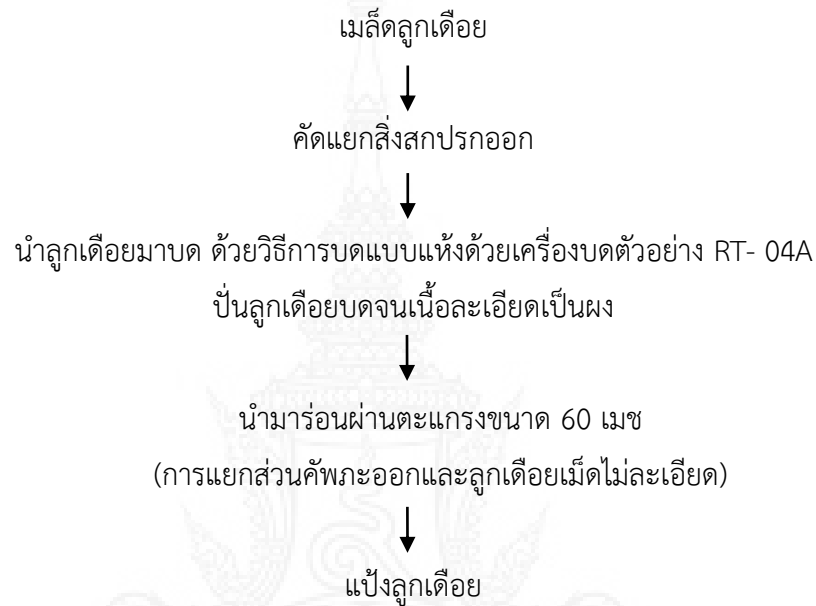 เมล็ดลูกเดือย
คัดแยกสิ่งสกปรกออก
นำลูกเดือยมาบด ด้วยวิธีการบดแบบแห้งด้วยเครื่องบดตัวอย่าง RT- 04A
ปั่นลูกเดือยบดจนเนื้อละเอียดเป็นผง
นำมาร่อนผ่านตะแกรงขนาด 60 เมช
(การแยกส่วนคัพภะออกและลูกเดือยเม็ดไม่ละเอียด)
แป้งลูกเดือย